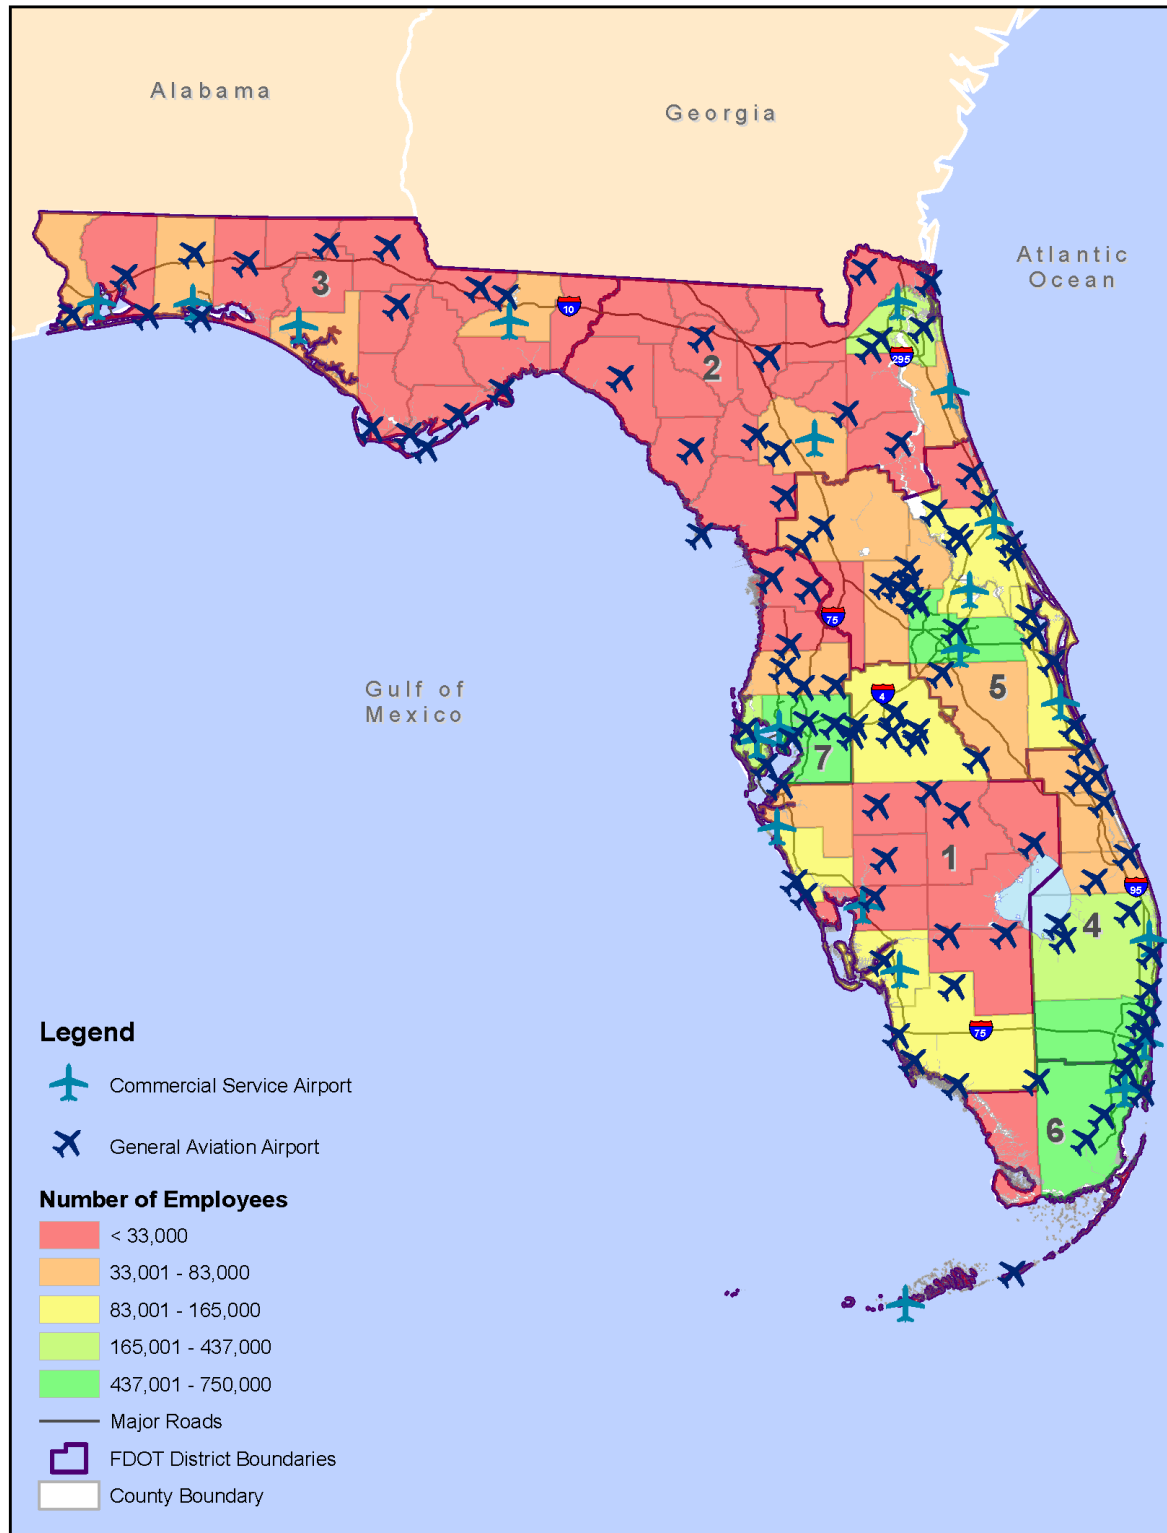 Alabama
Georgia
Atlantic
Ocean
3
10
295
2
75
Gulf of
Mexico
4
5
7
1
95
4
75
6
Legend
Commercial Service Airport
General Aviation Airport
Number of Employees
< 33,000
33,001 - 83,000
83,001 - 165,000
165,001 - 437,000
437,001 - 750,000
Major Roads
FDOT District Boundaries
County Boundary